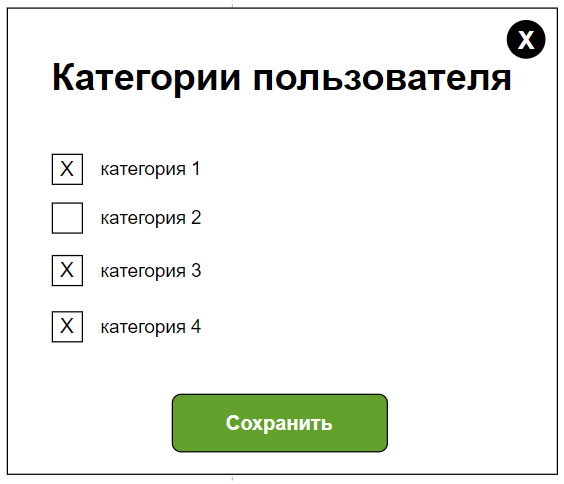 X
Категории пользователя
X категория 1
категория 2
X категория 3
X категория 4
Сохранить